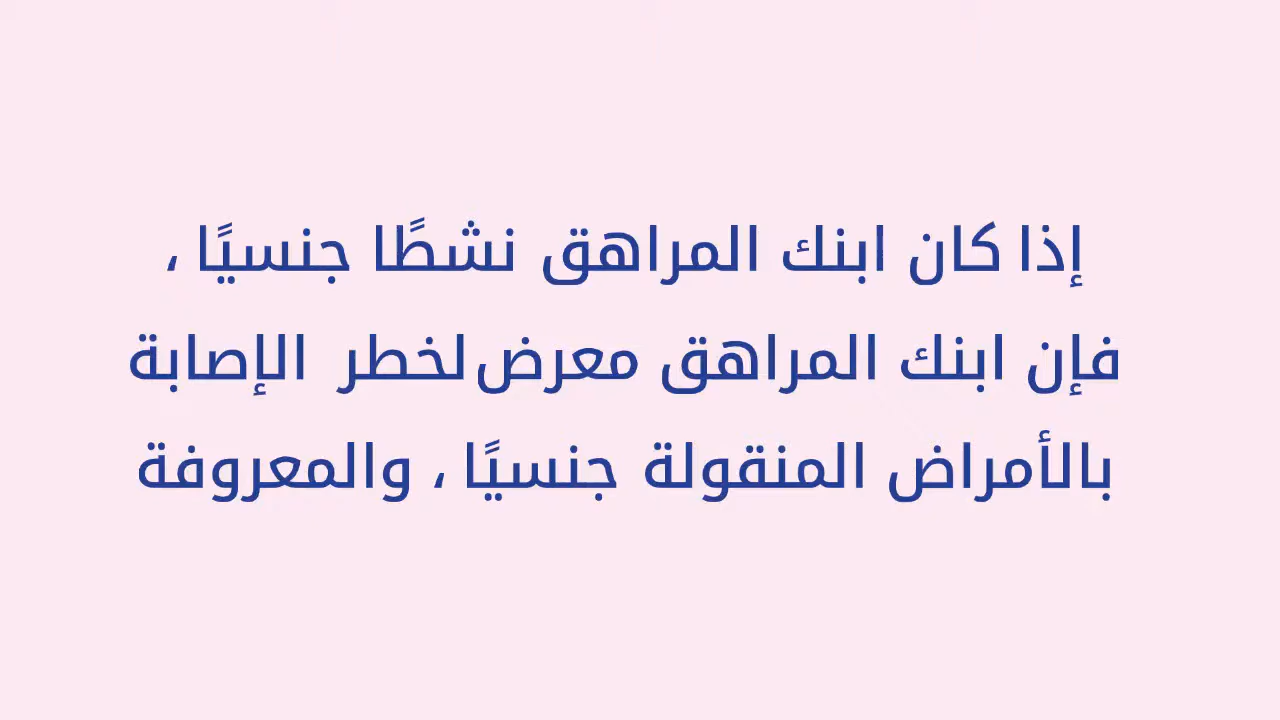 إذا كان ابنك المراهق نشطًا جنسيًا ،
فإن ابنك المراهق معرض لخطر الإصابة
بالأمراض المنقولة جنسيًا ، والمعروفة